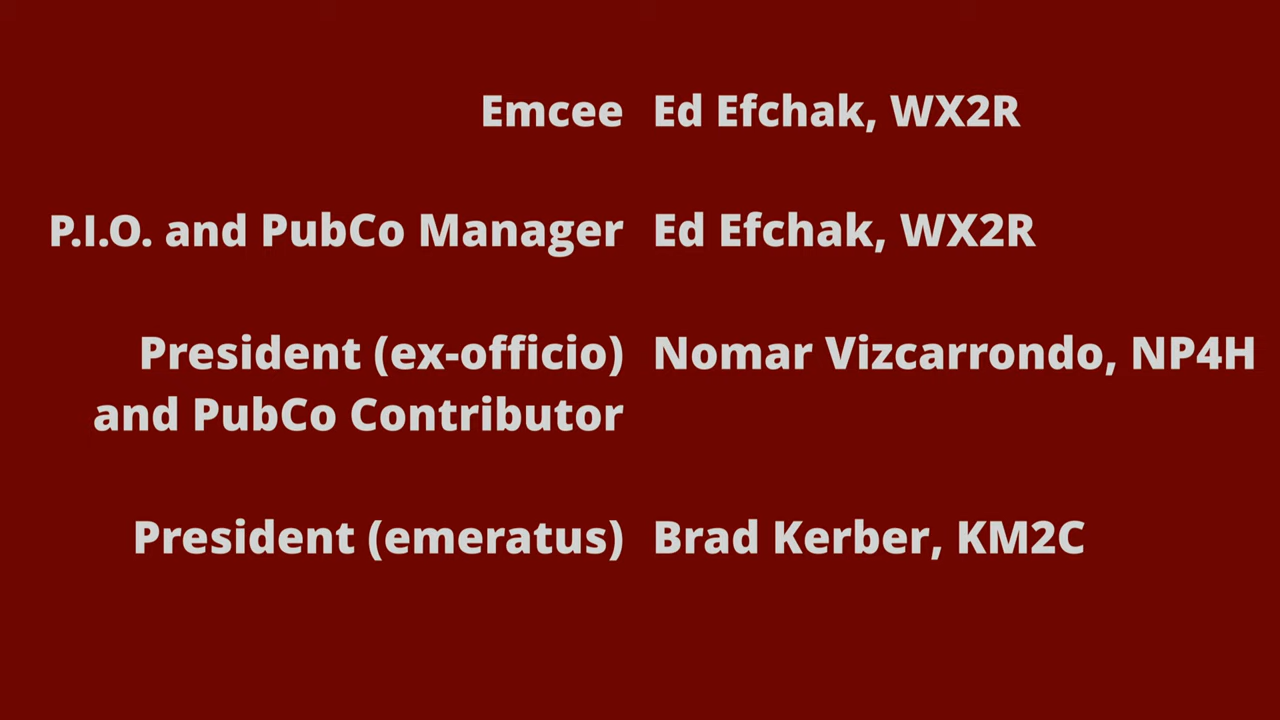 Emcee Ed Efchak, WX2R
P.I.O. and PubCo Manager Ed Efchak, WX2R
President (ex-officio) Nomar Vizcarrondo, NP4H
and PubCo Contributor
President (emeratus) Brad Kerber, KM2C